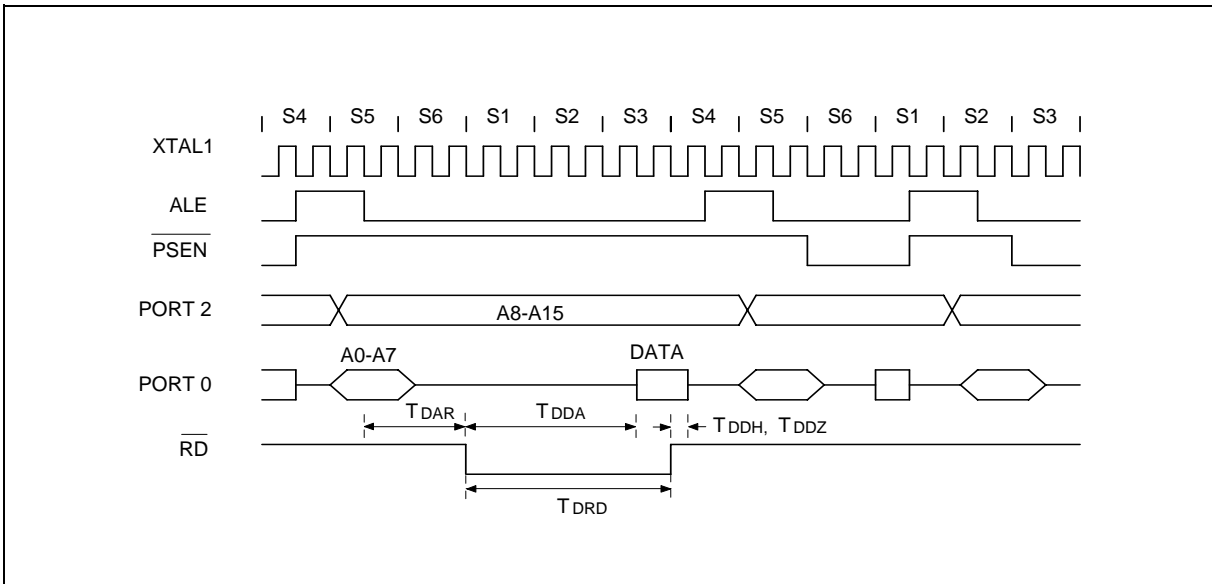 | S4 | S5 | S6 | S1 | S2 | S3 | S4 | S5 | S6 | S1 | S2 | S3 |
XTAL1
ALE
PSEN
PORT 2
A8-A15
A0-A7
DATA
PORT 0
TDAR
TDDA
TDDH, TDDZ
RD
TDRD